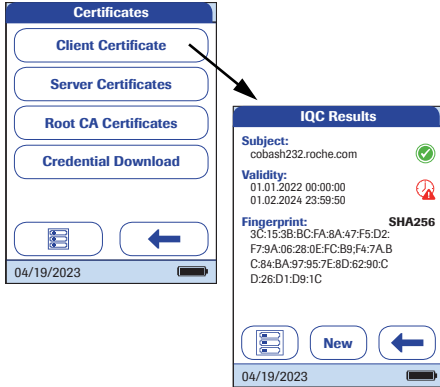 Certificates
Client Certificate
Server Certificates
Root CA Certificates
Credential Download
04/19/2023
IQC Results
Subject:
cobash232.roche.com
Validity:
01.01.2022 00:00:00
01.02.2024 23:59:50
Fingerprint: SHA256
3C:15:3B:BC:FA:8A:47:F5:D2:
F7:9A:06:28:0E:FC:B9;F4:7A.B
C:84:BA:97:95:7E:8D:62:90:C
D:26:D1:D9:1C
New
04/19/2023